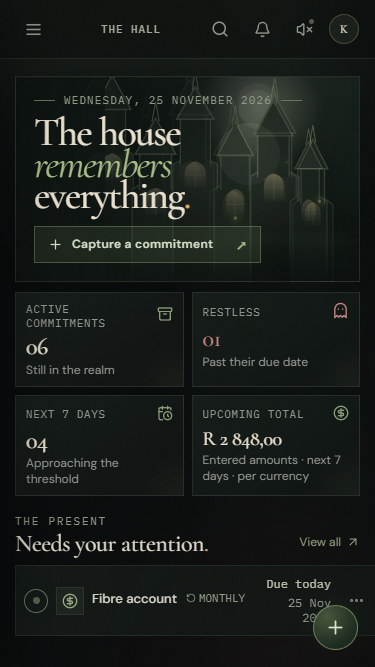 THE HALL
K
WEDNESDAY, 25 NOVEMBER 2026
The house
remembers
everything.
Capture a commitment
ACTIVE
COMMITMENTS
06
Still in the realm
RESTLESS
01
Past their due date
NEXT 7 DAYS
04
Approaching the
threshold
UPCOMING TOTAL
R 2 848,00
Entered amounts · next 7
days · per currency
THE PRESENT
Needs your attention.
View all
Fibre account
MONTHLY
Due today
25 Nov